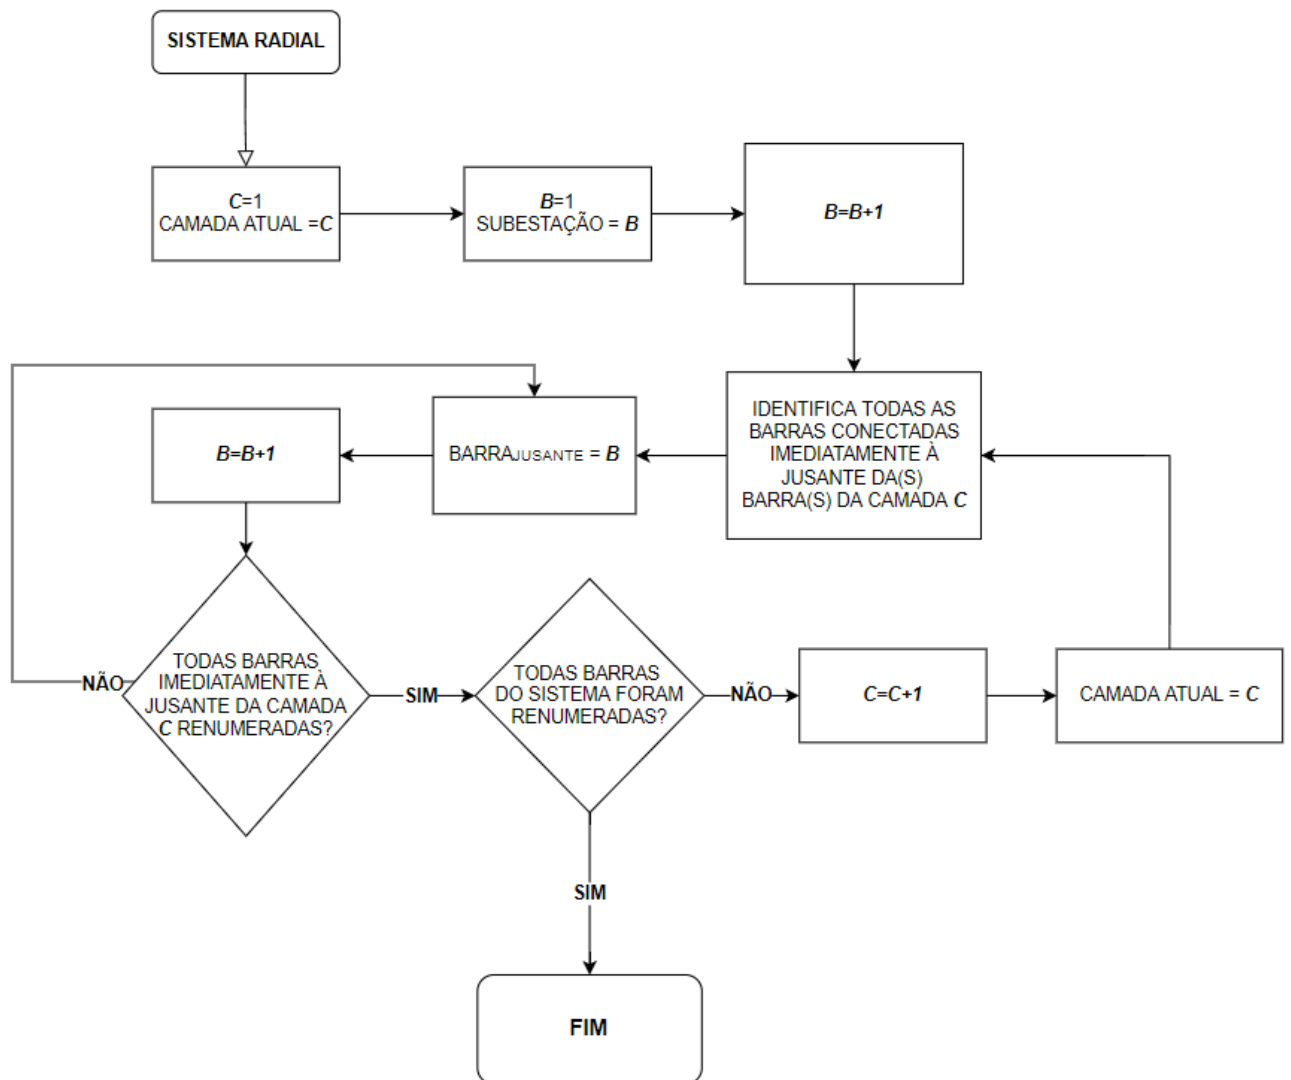 SISTEMA RADIAL
C=1
CAMADA ATUAL =C
B=1
SUBESTAÇÃO = B
B=B+1
IDENTIFICA TODAS AS
BARRAS CONECTADAS
IMEDIATAMENTE À
JUSANTE DA(S)
BARRA(S) DA CAMADA C
BARRAJUSANTE = B
B=B+1
TODAS BARRAS
IMEDIATAMENTE À
JUSANTE DA CAMADA
C RENUMERADAS?
NÃO
SIM
TODAS BARRAS
DO SISTEMA FORAM
RENUMERADAS?
NÃO
C=C+1
CAMADA ATUAL = C
SIM
FIM